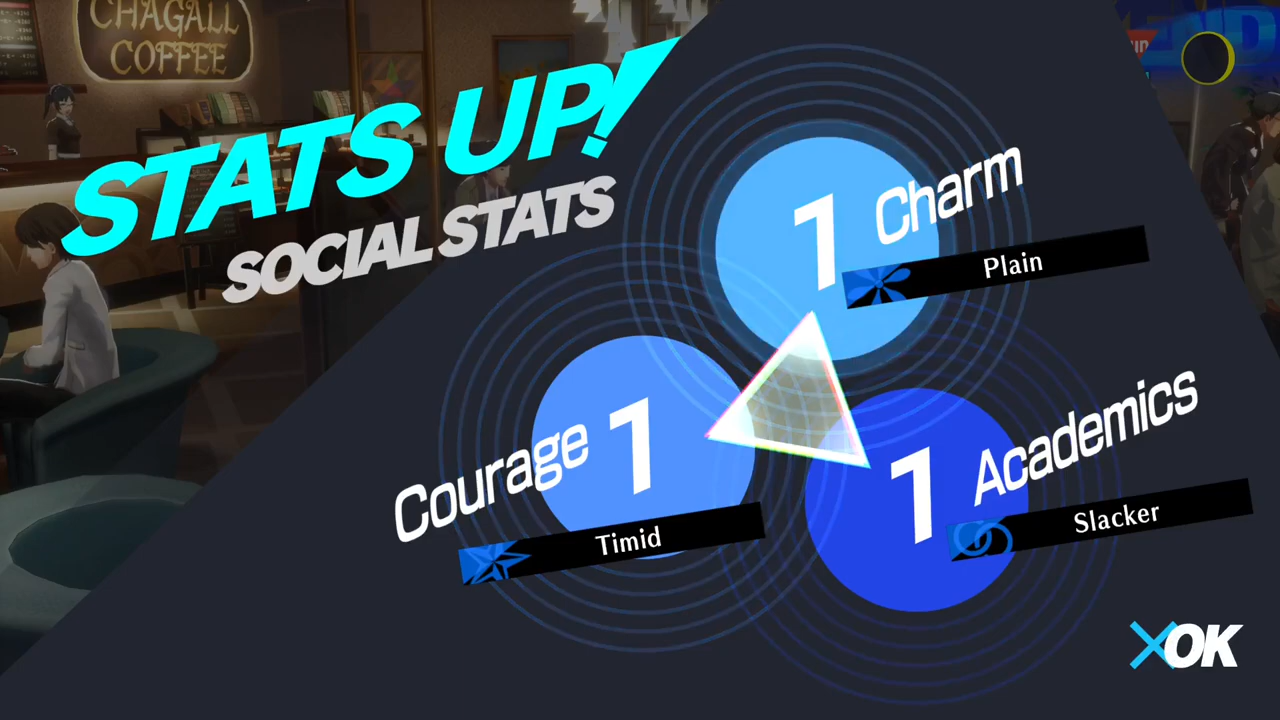 CHAGALL
COFFEE
STATS UP!
SOCIAL STATS
1 Charm
Plain
Courage 1
Timid
1 Academics
Slacker
OK